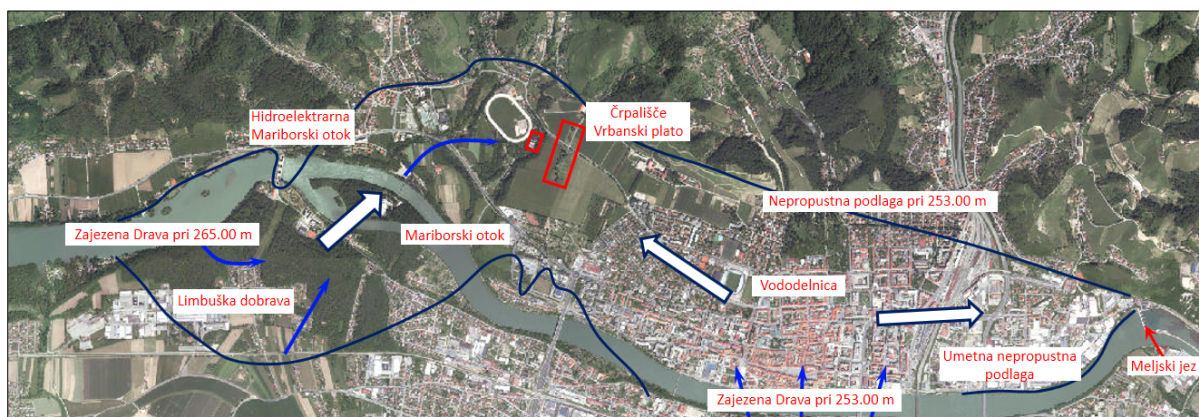 Hidroelektrarna
Mariborski otok
Črpališče
Vrbanski plato
Nepropustna podlaga pri 253.00 m
Zajezena Drava pri 265.00 m
Mariborski otok
Limbuška dobrava
Vododelnica
Umetna nepropustna
podlaga
Meljski jez
Zajezena Drava pri 253.00 m